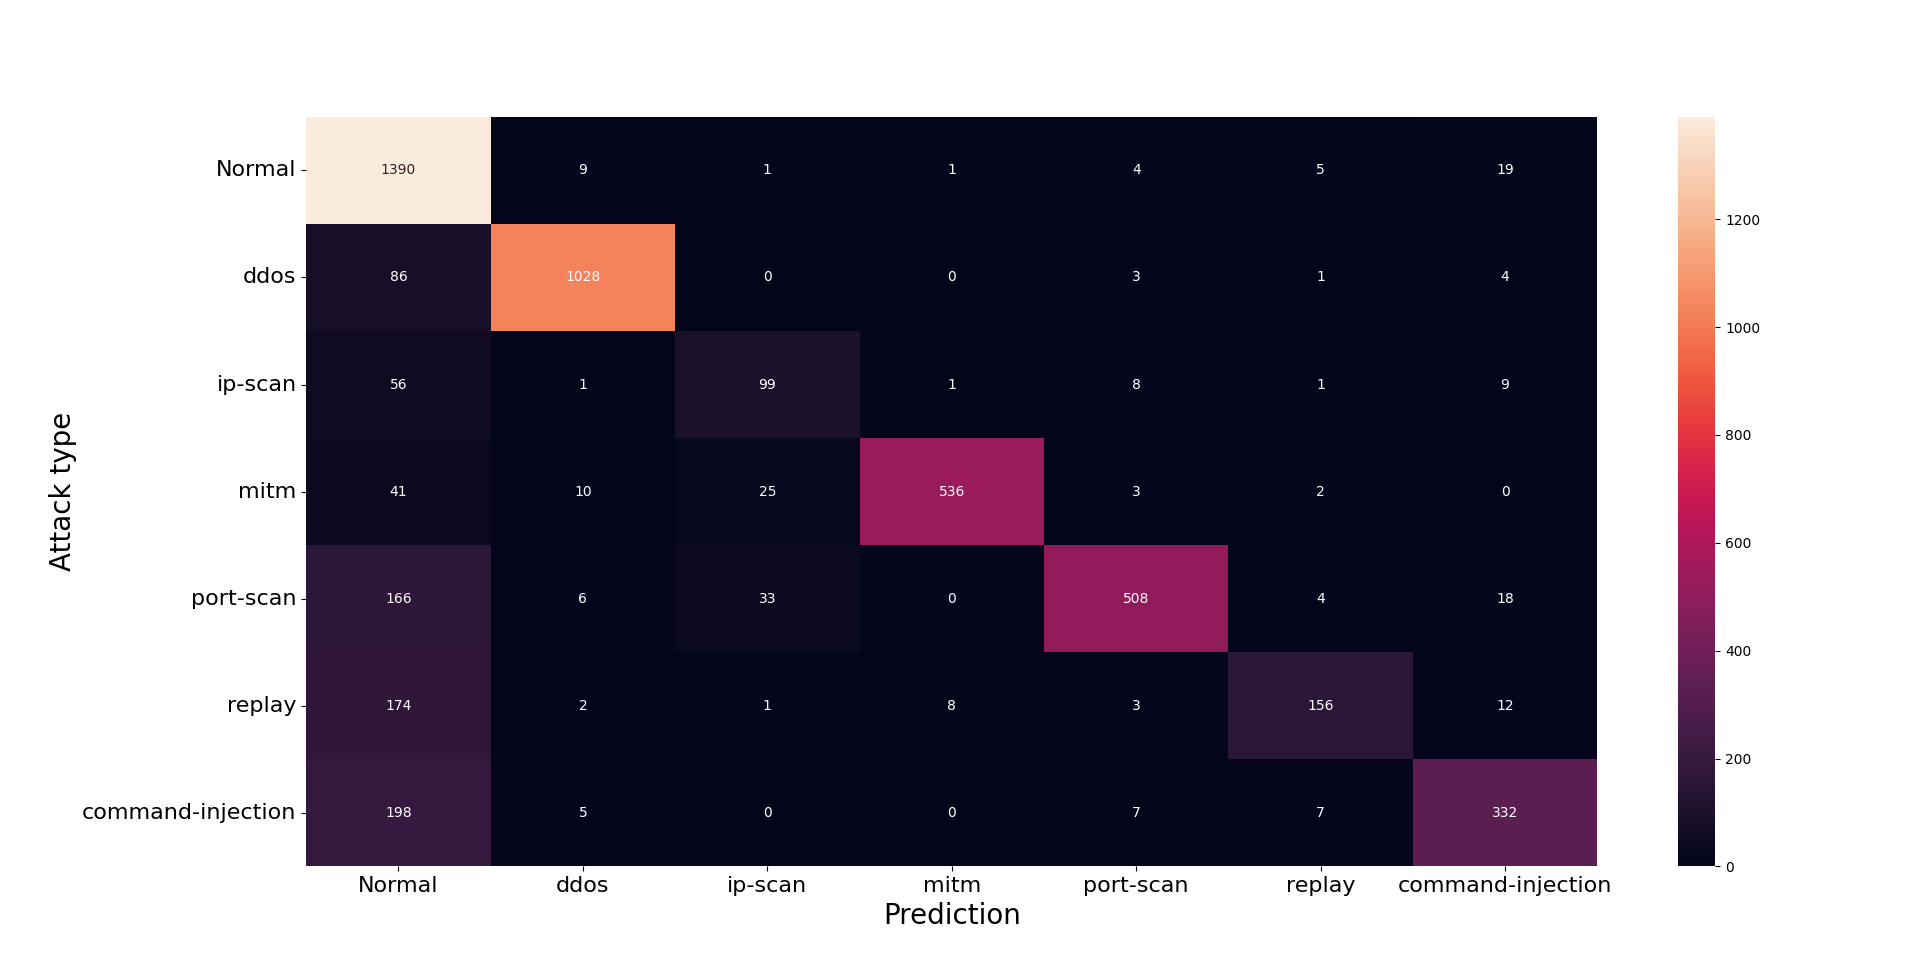 Normal 1390 9 1 1 4 5 19
1200
ddos 86 1028 0 0 3 1 4
1000
ip-scan 56 1 99 1 8 1 9
800
Attack type
mitm 41 10 25 536 3 2 0
600
port-scan 166 6 33 0 508 4 18
400
replay 174 2 1 8 3 156 12
200
command-injection 198 5 0 0 7 7 332
0
Normal ddos ip-scan mitm port-scan replay command-injection
Prediction